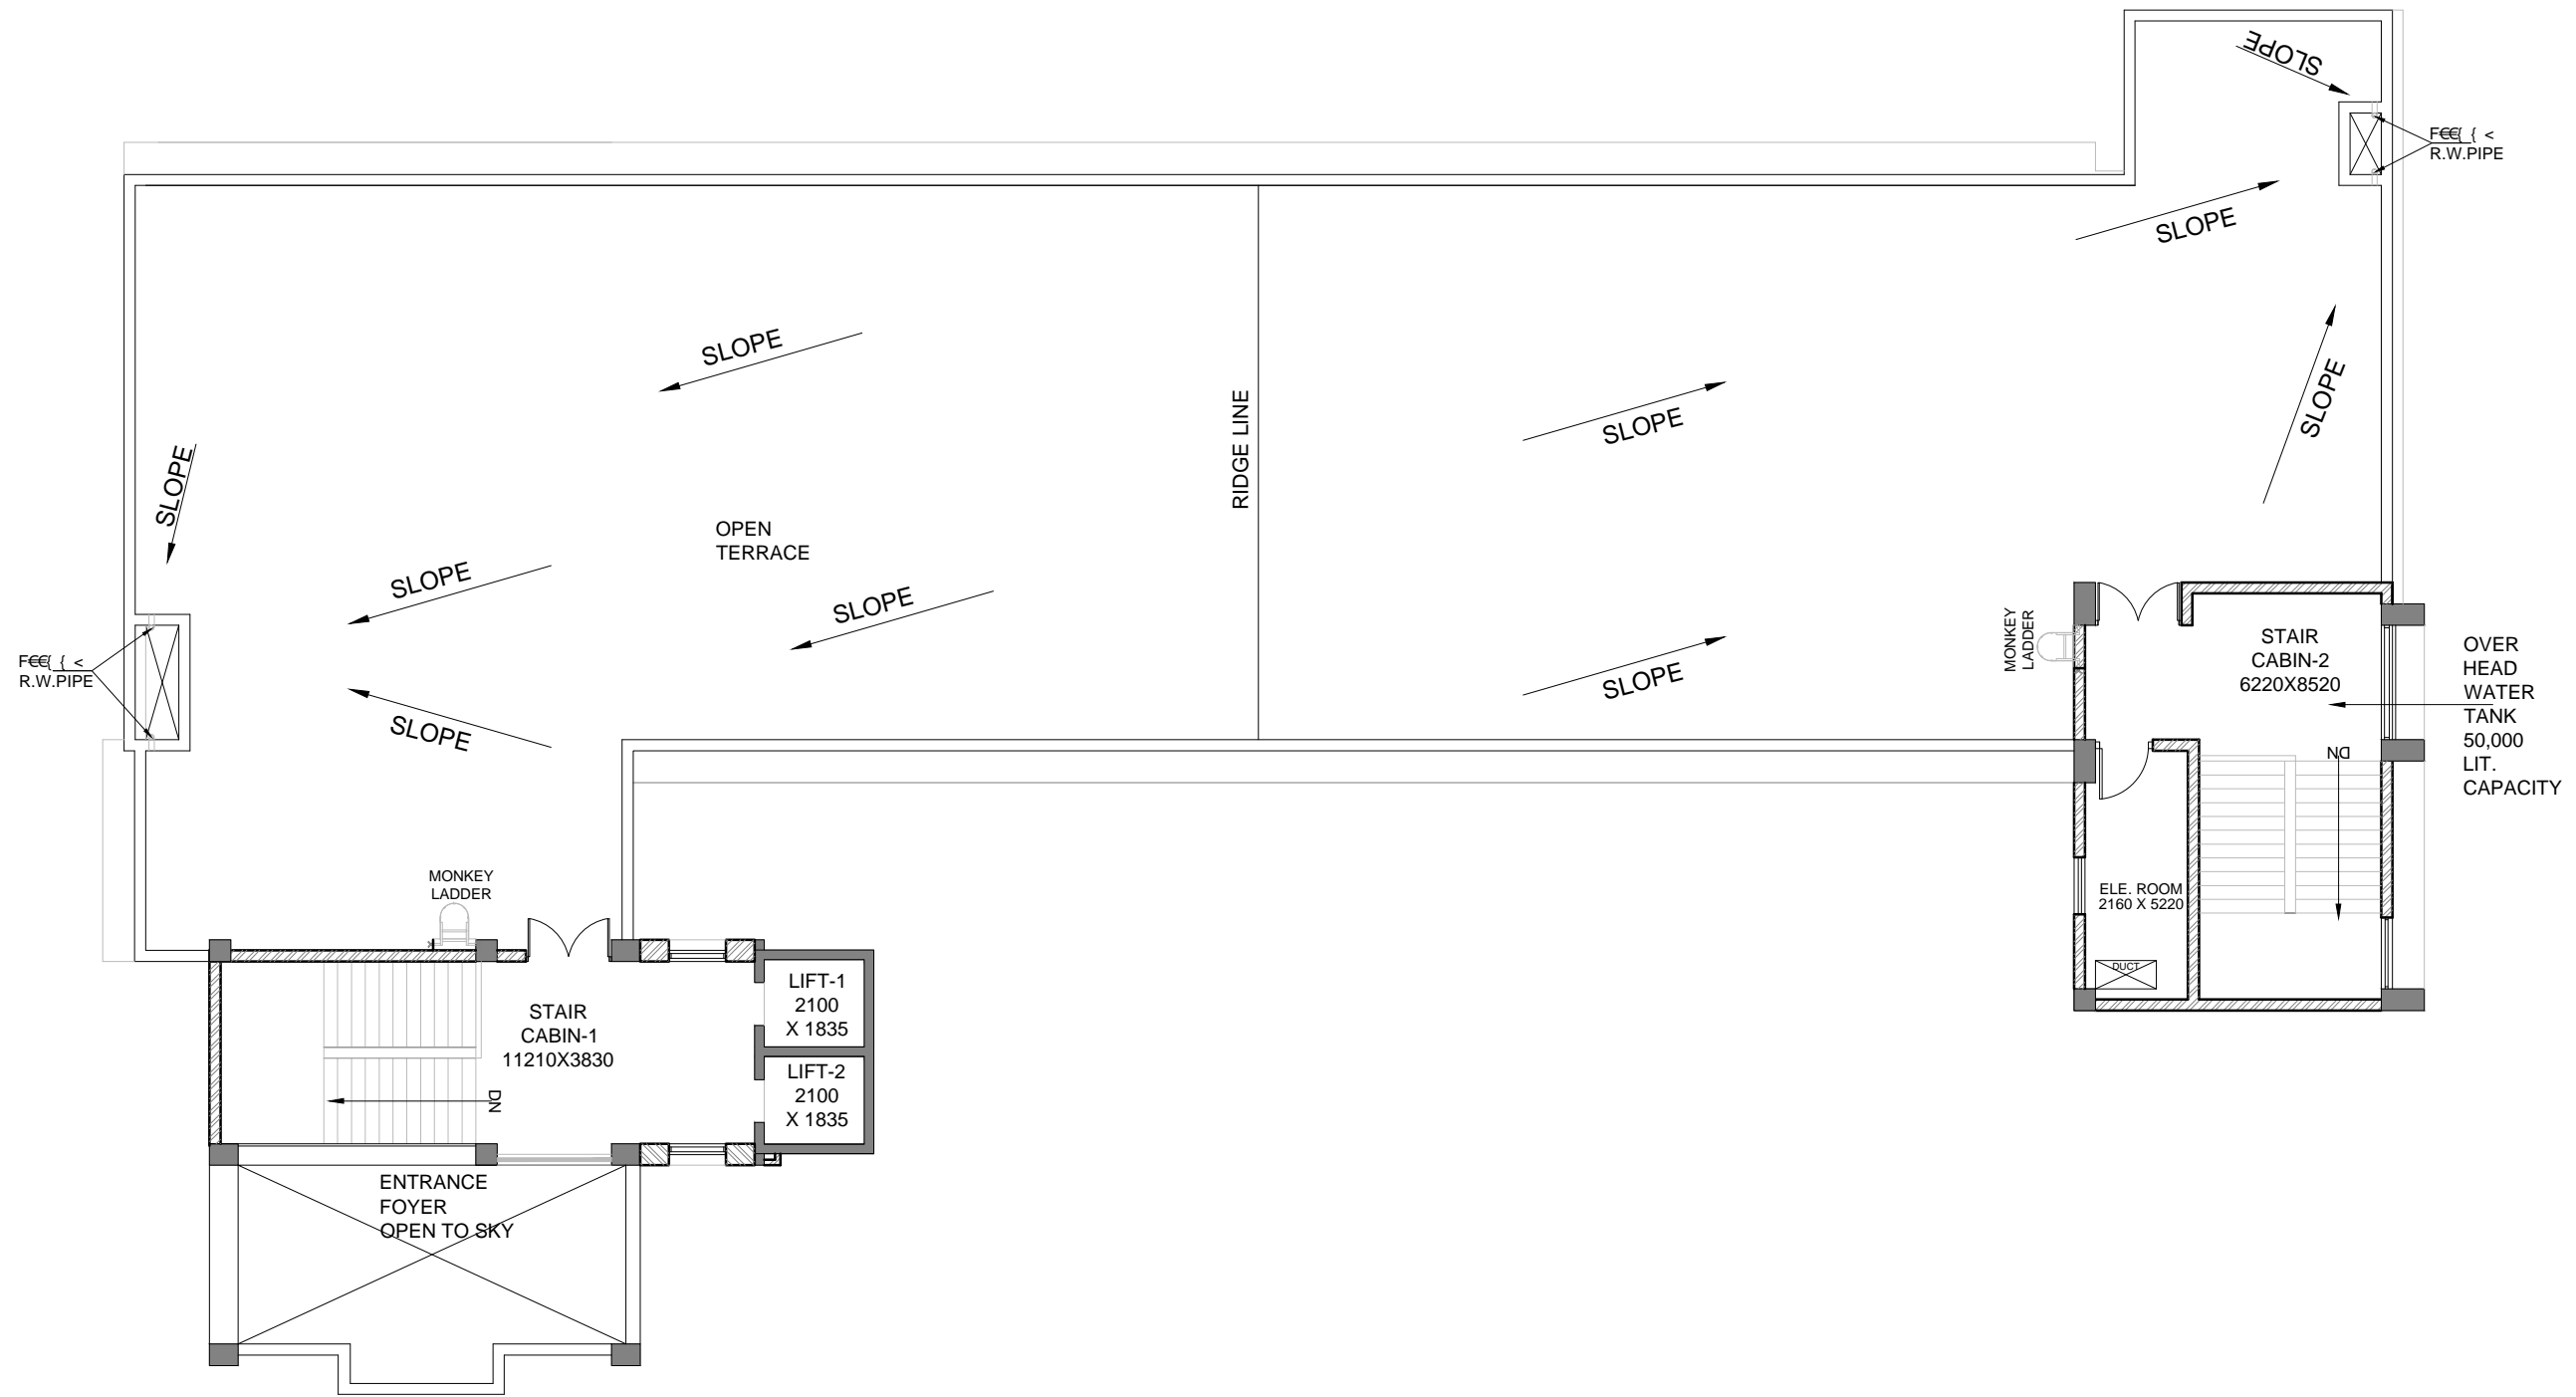 SLOPE
F€€{ { <
R.W.PIPE
SLOPE
SLOPE
SLOPE
SLOPE
SLOPE
RIDGE LINE
SLOPE
OPEN
TERRACE
SLOPE
SLOPE
SLOPE
SLOPE
F€€{ { <
R.W.PIPE
MONKEY
LADDER
STAIR
CABIN-2
6220X8520
OVER
HEAD
WATER
TANK
50,000
LIT.
CAPACITY
DN
MONKEY
LADDER
ELE. ROOM
2160 X 5220
DUCT
STAIR
CABIN-1
11210X3830
LIFT-1
2100
X 1835
LIFT-2
2100
X 1835
DN
ENTRANCE
FOYER
OPEN TO SKY